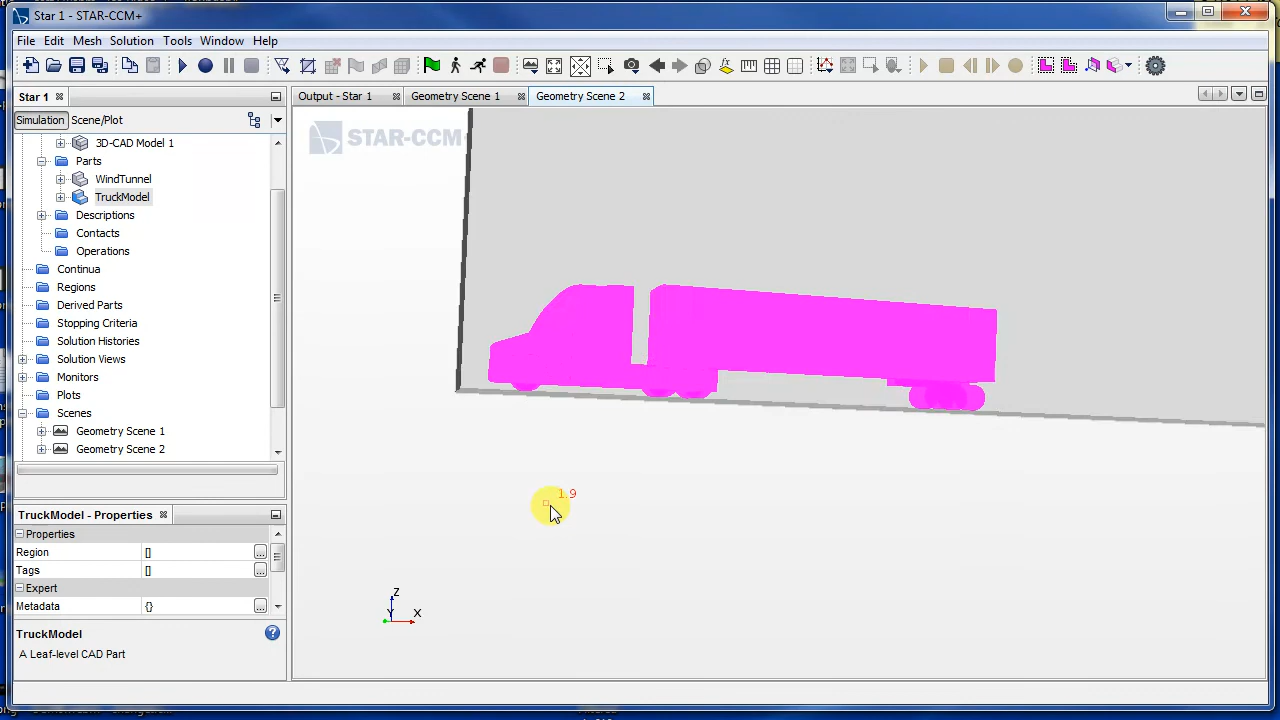 Star 1 - STAR-CCM+
File Edit Mesh Solution Tools Window Help
Star 1
Output - Star 1
Geometry Scene 1
Geometry Scene 2
Simulation
Scene/Plot
3D-CAD Model 1
Parts
WindTunnel
TruckModel
Descriptions
Contacts
Operations
Continua
Regions
Derived Parts
Stopping Criteria
Solution Histories
Solution Views
Monitors
Plots
Scenes
Geometry Scene 1
Geometry Scene 2
TruckModel - Properties
Properties
Region []
Tags []
Expert
Metadata {}
TruckModel
A Leaf-level CAD Part
STAR-CCM
1.9
Z
Y
X